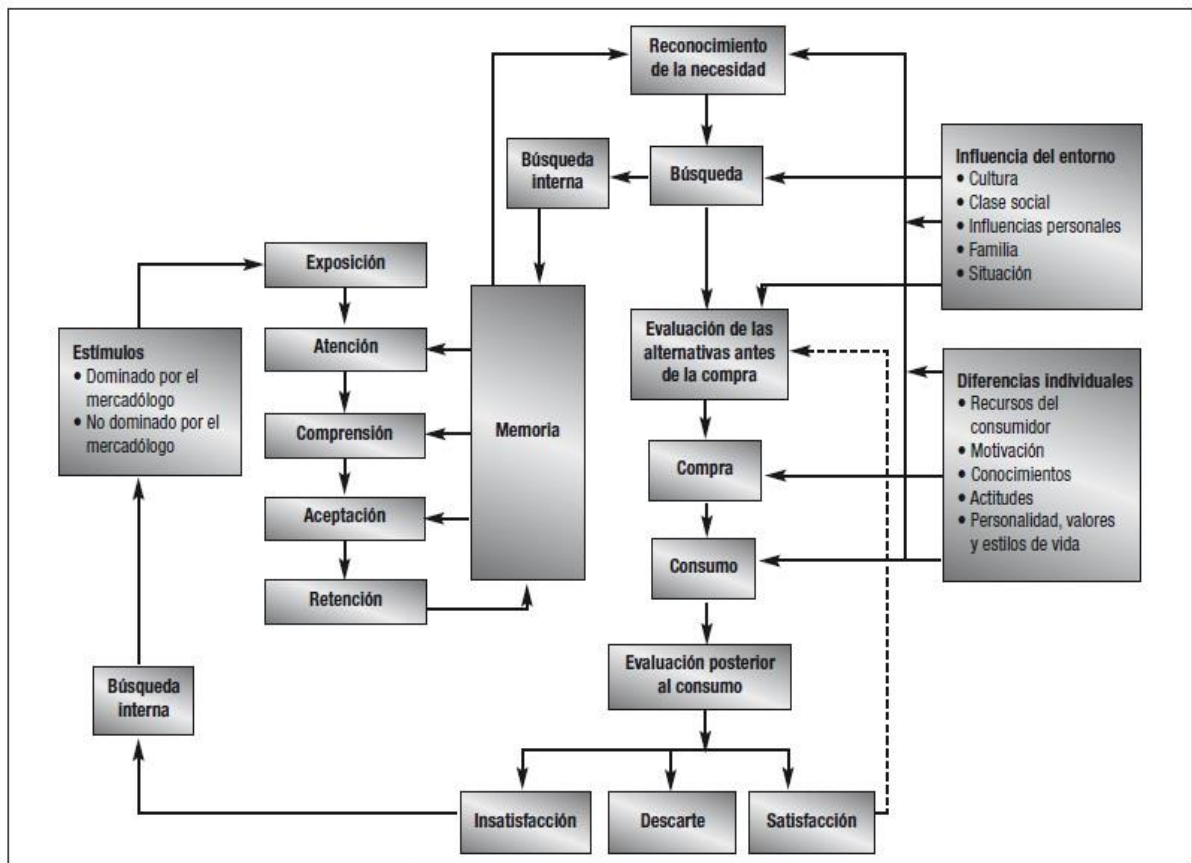 Reconocimiento
de la necesidad
Búsqueda
interna
Búsqueda
Influencia del entorno
• Cultura
• Clase social
• Influencias personales
• Familia
• Situación
Exposición
Estímulos
• Dominado por el
mercadólogo
• No dominado por el
mercadólogo
Atención
Comprensión
Aceptación
Retención
Memoria
Evaluación de las
alternativas antes
de la compra
Compra
Consumo
Diferencias individuales
• Recursos del
consumidor
• Motivación
• Conocimientos
• Actitudes
• Personalidad, valores
y estilos de vida
Evaluación posterior
al consumo
Búsqueda
interna
Insatisfacción
Descarte
Satisfacción